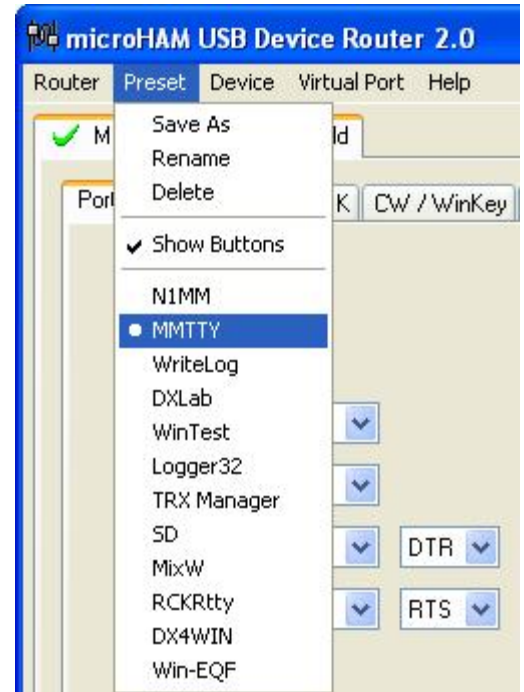 microHAM USB Device Router 2.0
Router Preset Device Virtual Port Help
M ld
Save As
Rename
Delete
Port K CW / WinKey
Show Buttons
N1MM
MMTTY
WriteLog
DXLab
WinTest
Logger32
TRX Manager
SD
DTR
MixW
RCKRtty
RTS
DX4WIN
Win-EQF